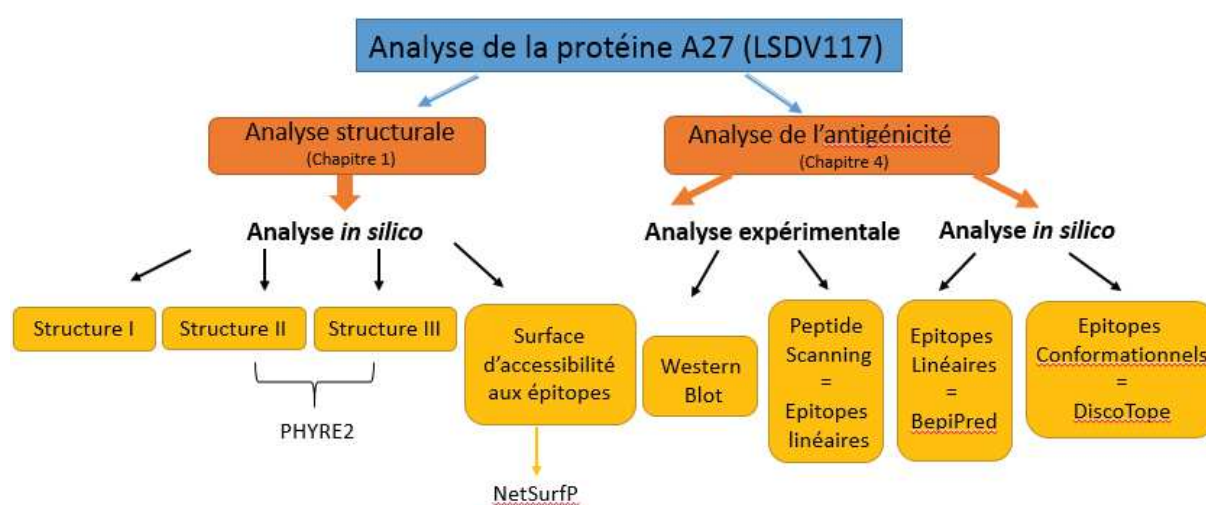 Analyse de la protéine A27 (LSDV117)
Analyse structurale
(Chapitre 1)
Analyse de l'antigénicité
(Chapitre 4)
Analyse in silico
Analyse expérimentale
Analyse in silico
Structure I
Structure II
Structure III
PHYRE2
Surface
d'accessibilité
aux épitopes
NetSurfP
Western
Blot
Peptide
Scanning
=
Epitopes
linéaires
Epitopes
Linéaires
=
BepiPred
Epitopes
Conformationnels
=
DiscoTope